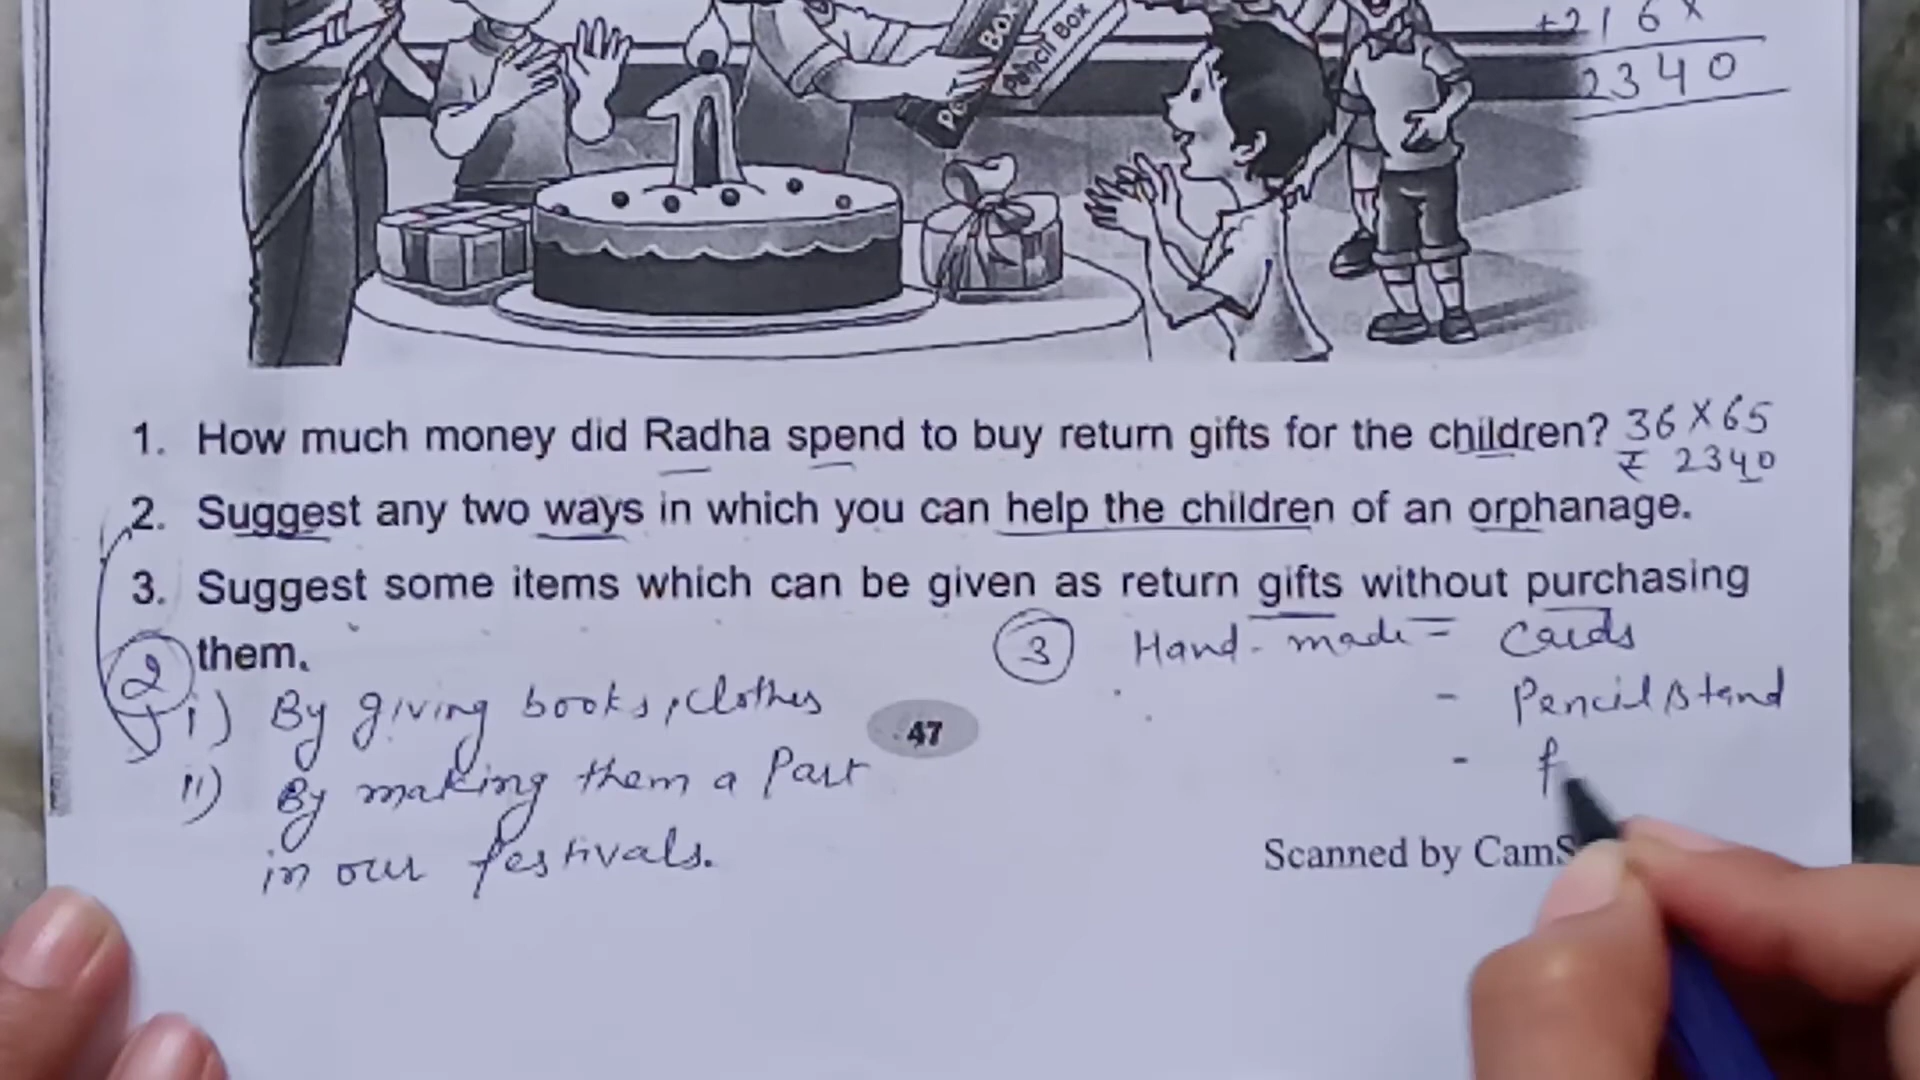 Box
Pencil Box
+216×
2340
1. How much money did Radha spend to buy return gifts for the children? 36×65
₹ 2340
2. Suggest any two ways in which you can help the children of an orphanage.
3. Suggest some items which can be given as return gifts without purchasing
them.
3 Hand-made = Cards
2 i) By giving books, clothes
- Pencil stand
47
ii) By making them a Part
- f
in our festivals.
Scanned by CamS